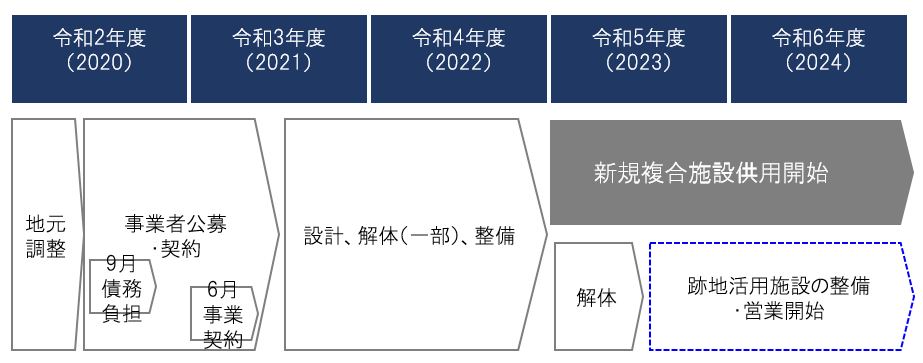 令和2年度
（2020）
令和3年度
（2021）
令和4年度
（2022）
令和5年度
（2023）
令和6年度
（2024）
地元
調整
事業者公募
・契約
9月
債務
負担
6月
事業
契約
設計、解体（一部）、整備
新規複合施設供用開始
解体
跡地活用施設の整備
・営業開始